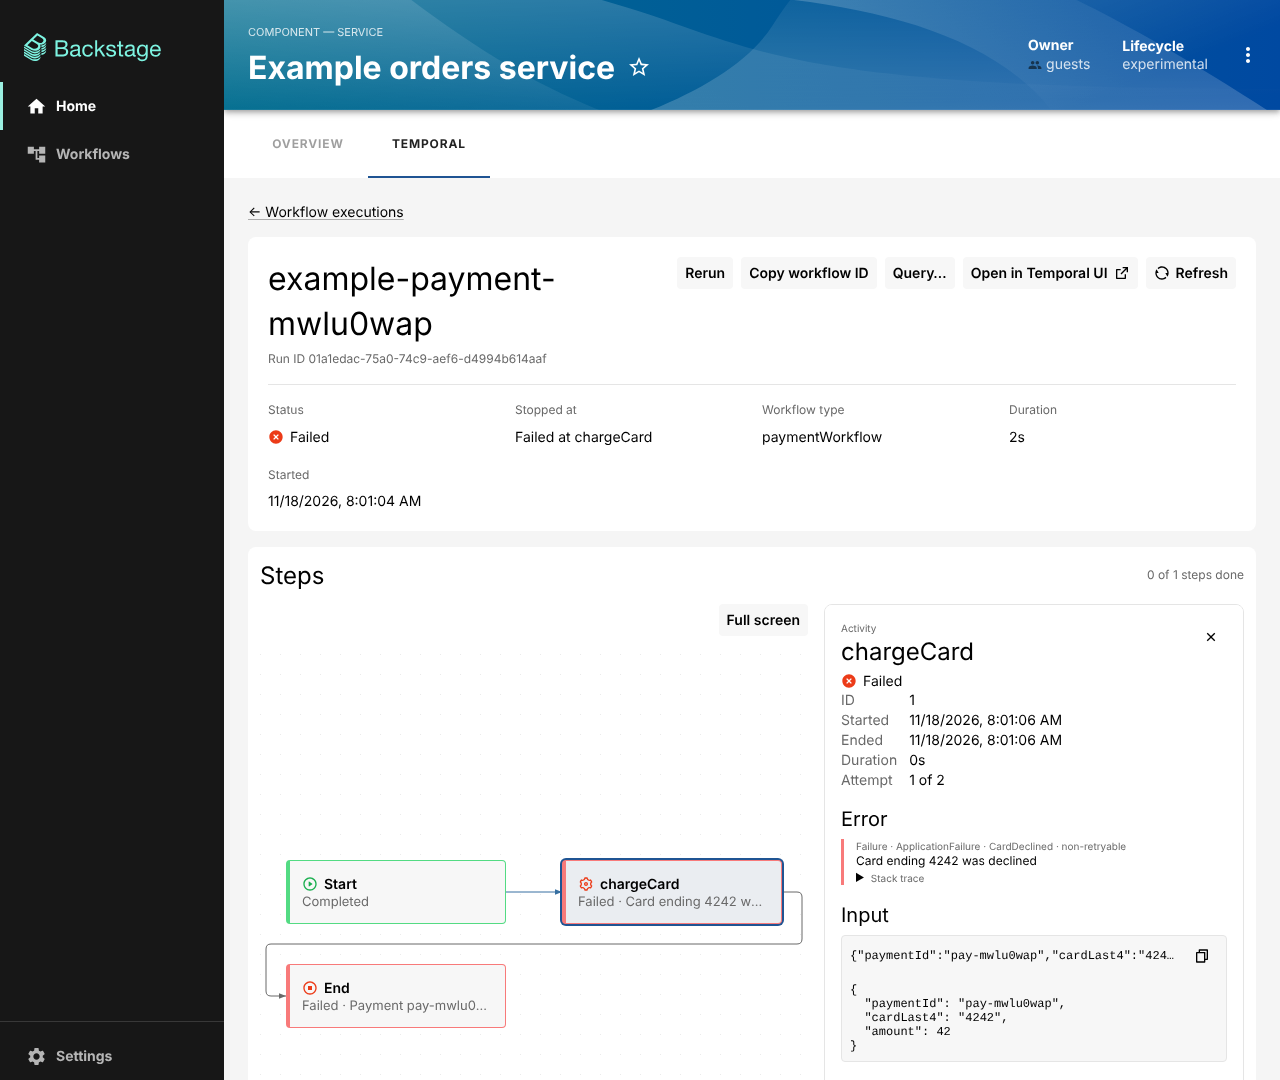 Backstage
Home
Workflows
Settings
COMPONENT — SERVICE
Example orders service
Owner
guests
Lifecycle
experimental
OVERVIEW
TEMPORAL
← Workflow executions
example-payment-
mwlu0wap
Run ID 01a1edac-75a0-74c9-aef6-d4994b614aaf
Rerun
Copy workflow ID
Query...
Open in Temporal UI
Refresh
Status
Failed
Stopped at
Failed at chargeCard
Workflow type
paymentWorkflow
Duration
2s
Started
11/18/2026, 8:01:04 AM
Steps
0 of 1 steps done
Full screen
Start
Completed
chargeCard
Failed · Card ending 4242 w...
End
Failed · Payment pay-mwlu0...
Activity
chargeCard
Failed
ID 1
Started 11/18/2026, 8:01:06 AM
Ended 11/18/2026, 8:01:06 AM
Duration 0s
Attempt 1 of 2
Error
Failure · ApplicationFailure · CardDeclined · non-retryable
Card ending 4242 was declined
Stack trace
Input
{"paymentId":"pay-mwlu0wap","cardLast4":"424…
{
"paymentId": "pay-mwlu0wap",
"cardLast4": "4242",
"amount": 42
}